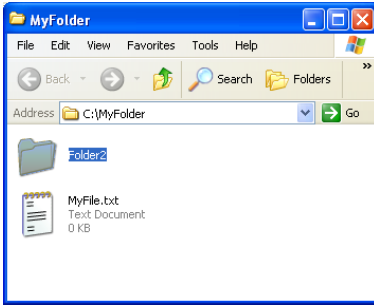 MyFolder
File Edit View Favorites Tools Help
Back Search Folders »
Address C:\MyFolder Go
Folder2
MyFile.txt
Text Document
0 KB